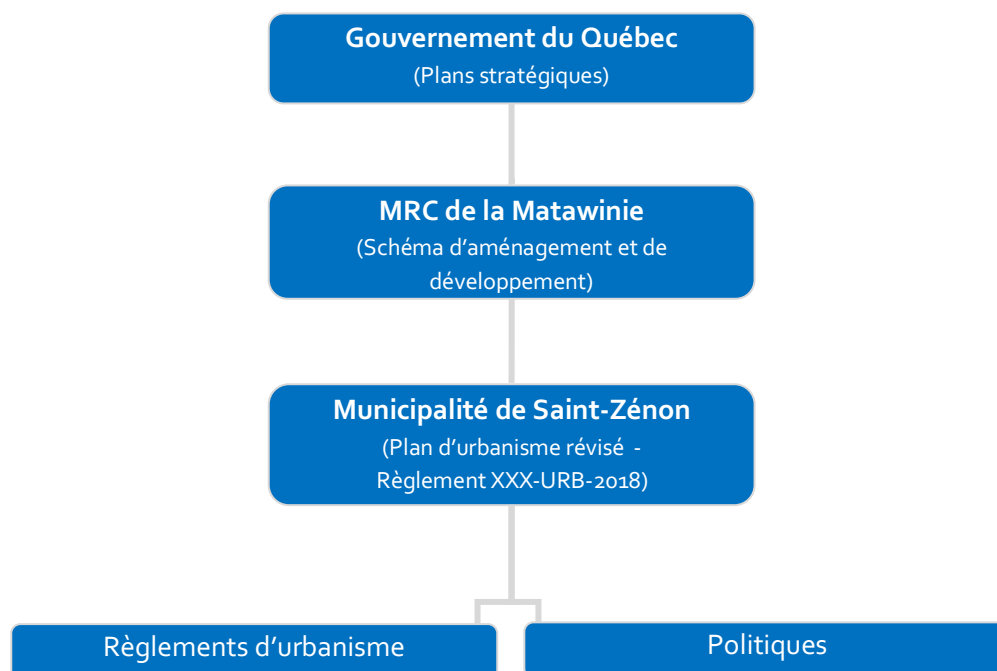 Gouvernement du Québec
(Plans stratégiques)
MRC de la Matawinie
(Schéma d’aménagement et de
développement)
Municipalité de Saint-Zénon
(Plan d’urbanisme révisé -
Règlement XXX-URB-2018)
Règlements d’urbanisme
Politiques